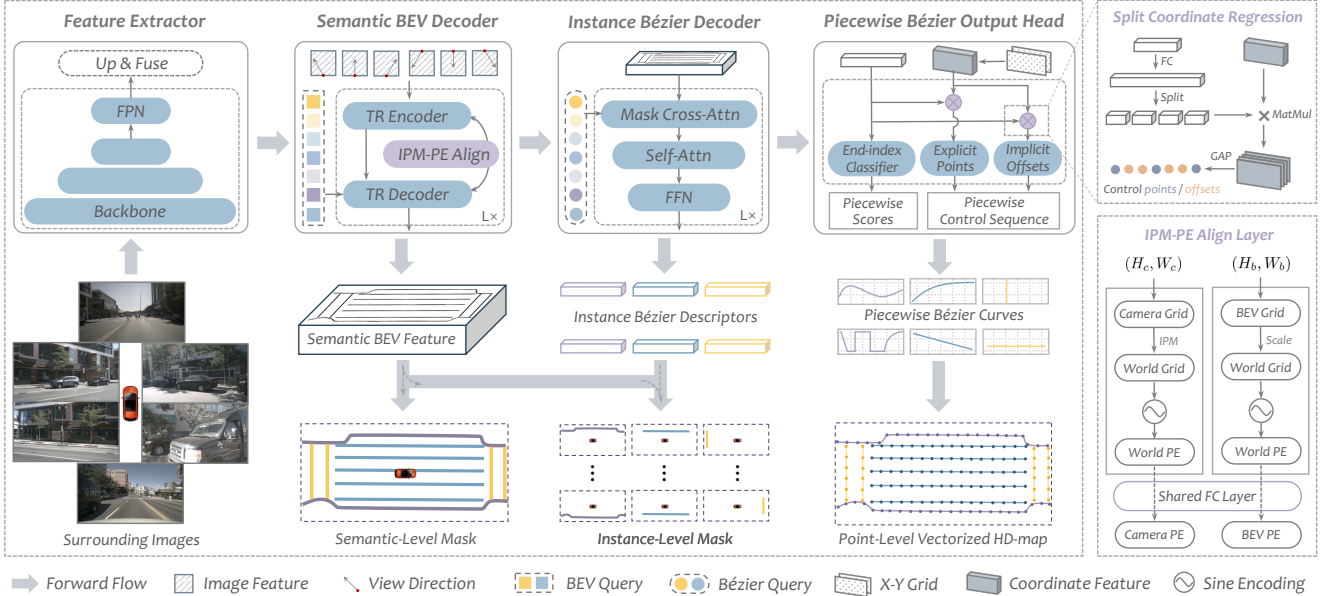 Feature Extractor
Up & Fuse
FPN
Backbone
Surrounding Images
Semantic BEV Decoder
TR Encoder
IPM-PE Align
TR Decoder
L×
Semantic BEV Feature
Semantic-Level Mask
Instance Bézier Decoder
Mask Cross-Attn
Self-Attn
FFN
L×
Instance Bézier Descriptors
Instance-Level Mask
Piecewise Bézier Output Head
End-index Classifier
Explicit Points
Implicit Offsets
Piecewise Scores
Piecewise Control Sequence
Piecewise Bézier Curves
Point-Level Vectorized HD-map
Split Coordinate Regression
FC
Split
MatMul
GAP
Control points / offsets
IPM-PE Align Layer
(H_c, W_c)
(H_b, W_b)
Camera Grid
BEV Grid
IPM
Scale
World Grid
World Grid
World PE
World PE
Shared FC Layer
Camera PE
BEV PE
Forward Flow
Image Feature
View Direction
BEV Query
Bézier Query
X-Y Grid
Coordinate Feature
Sine Encoding